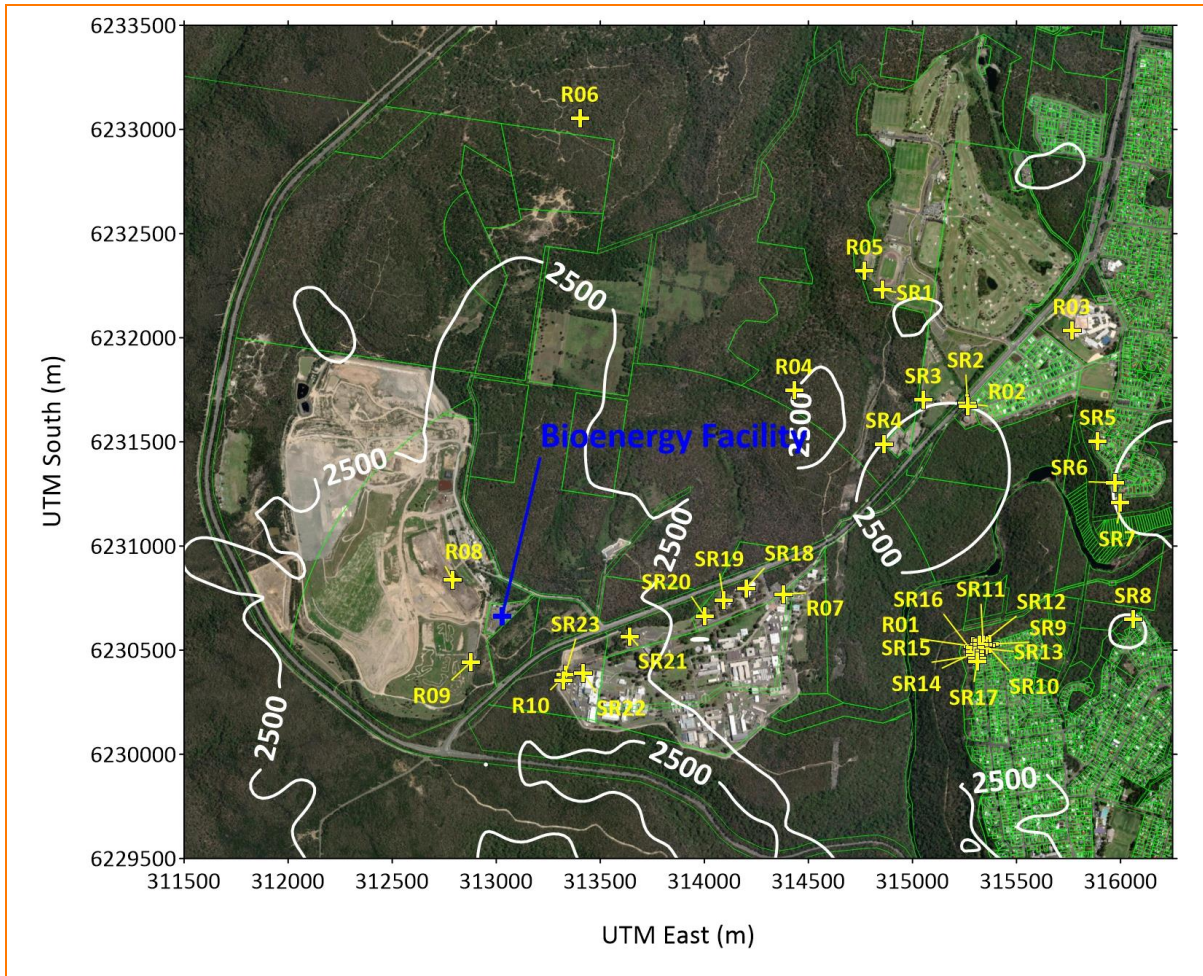 6233500
6233000
6232500
6232000
6231500
6231000
6230500
6230000
6229500
UTM South (m)
R06
2500
R05
SR1
R03
R04
SR2
SR3
R02
2500
SR4
SR5
Bioenergy Facility
2500
SR6
2500
2500
SR7
R08
SR19
SR18
SR20
R07
SR11
SR16
SR12
SR8
R01
SR9
SR23
SR15
SR13
SR21
SR14
SR10
SR17
R09
R10
SR22
2500
2500
2500
311500 312000 312500 313000 313500 314000 314500 315000 315500 316000
UTM East (m)